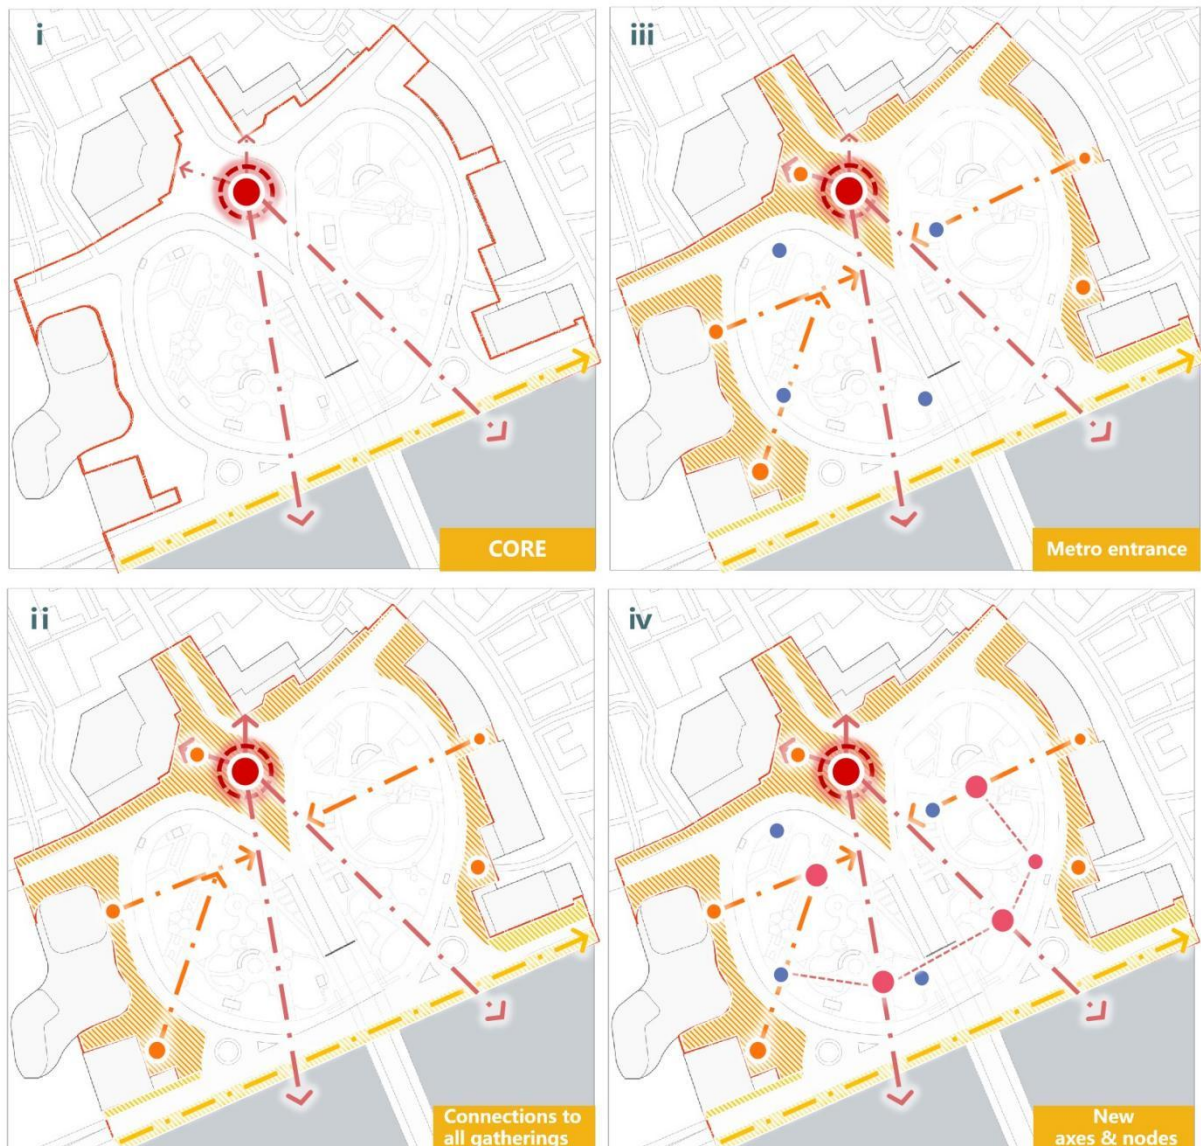 i
CORE
iii
Metro entrance
ii
Connections to
all gatherings
iv
New
axes & nodes